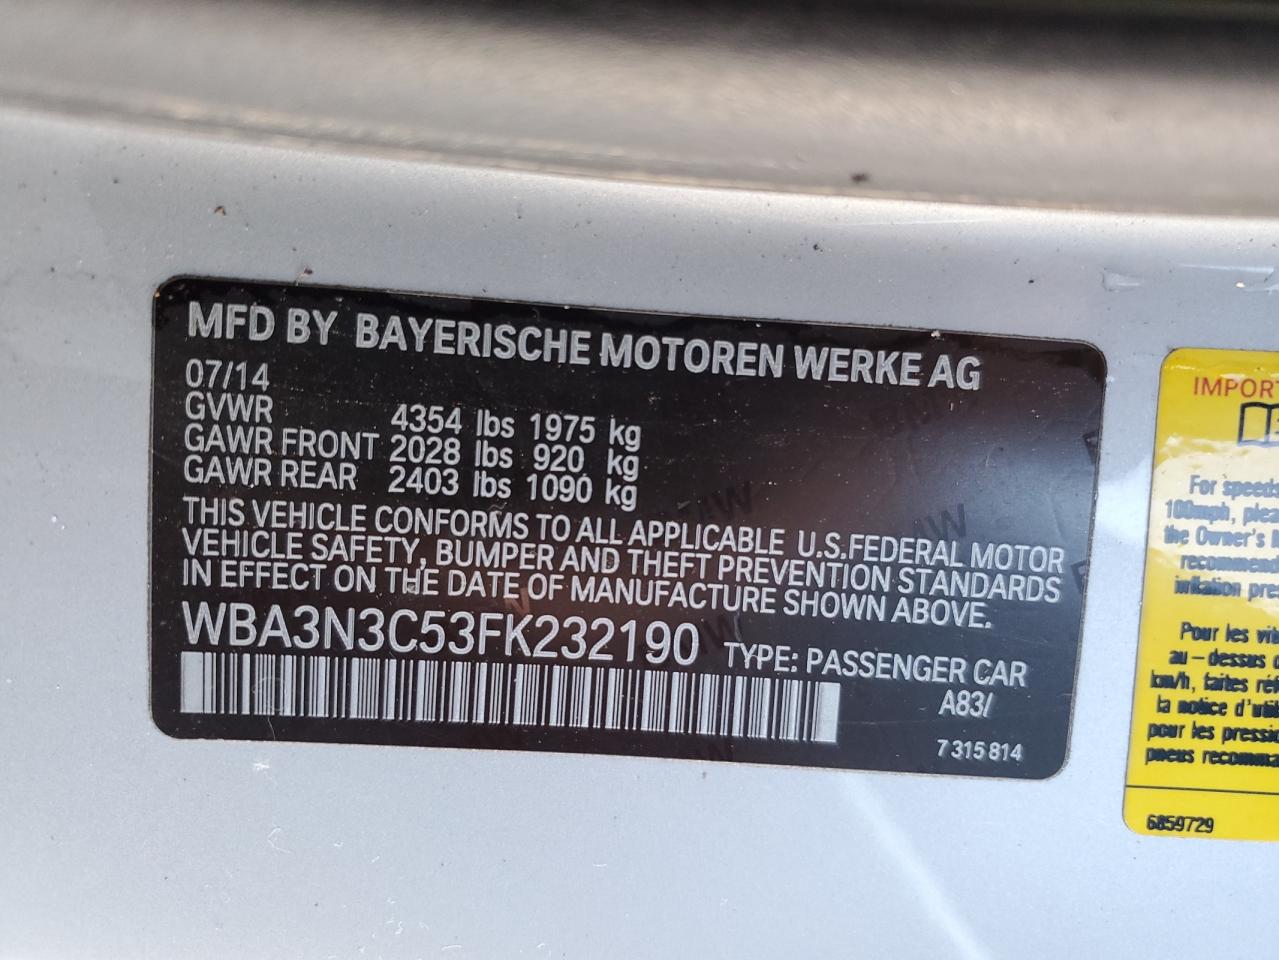 MFD BY BAYERISCHE MOTOREN WERKE AG
07/14
GVWR 4354 lbs 1975 kg
GAWR FRONT 2028 lbs 920 kg
GAWR REAR 2403 lbs 1090 kg
THIS VEHICLE CONFORMS TO ALL APPLICABLE U.S.FEDERAL MOTOR
VEHICLE SAFETY, BUMPER AND THEFT PREVENTION STANDARDS
IN EFFECT ON THE DATE OF MANUFACTURE SHOWN ABOVE.
WBA3N3C53FK232190 TYPE: PASSENGER CAR
A83/
7 315 814
IMPORT
For speeds
100mph, plea
the Owner's
recommend
inflation pres
Pour les vit
au-dessus
km/h, faites réf
la notice d'util
pour les pressio
pneus recomma
6859729